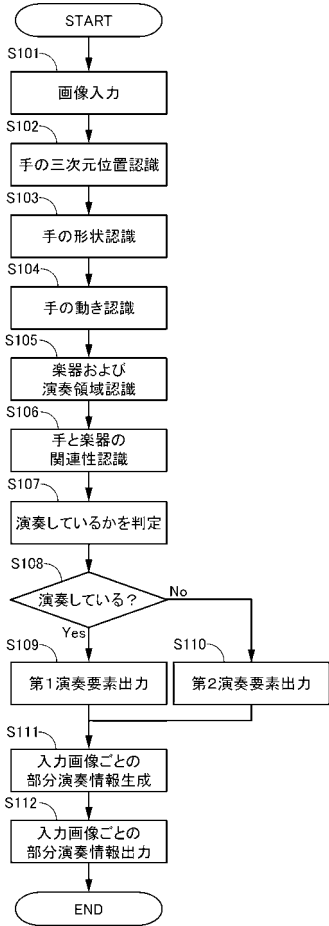 START
S101
画像入力
S102
手の三次元位置認識
S103
手の形状認識
S104
手の動き認識
S105
楽器および
演奏領域認識
S106
手と楽器の
関連性認識
S107
演奏しているかを判定
S108
演奏している？
No
Yes
S109
第1演奏要素出力
S110
第2演奏要素出力
S111
入力画像ごとの
部分演奏情報生成
S112
入力画像ごとの
部分演奏情報出力
END